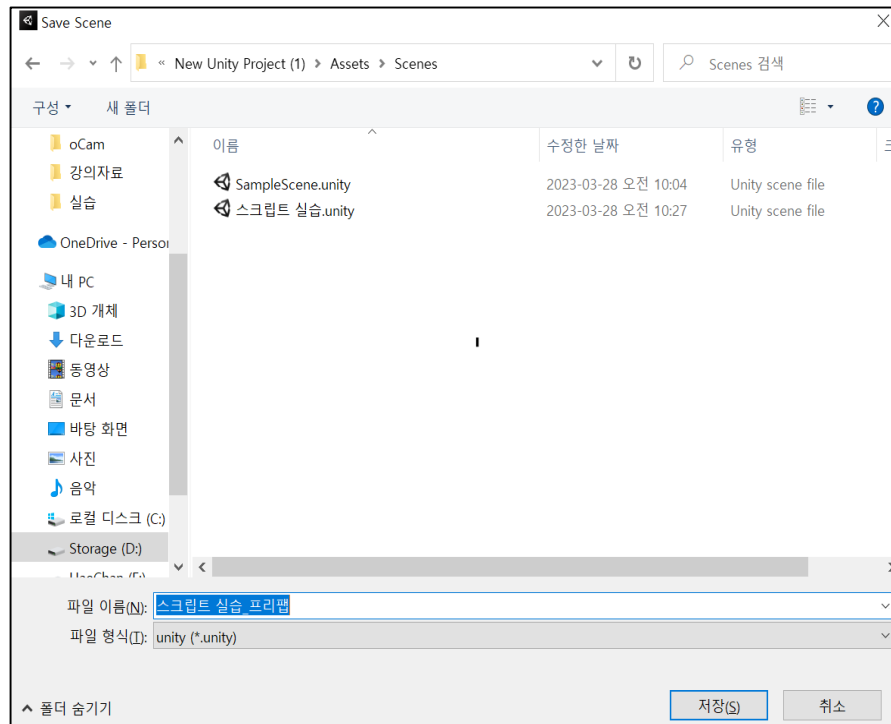 Save Scene
« New Unity Project (1) > Assets > Scenes
Scenes 검색
구성
새 폴더
oCam
강의자료
실습
OneDrive - Person
내 PC
3D 개체
다운로드
동영상
문서
바탕 화면
사진
음악
로컬 디스크 (C:)
Storage (D:)
이름 수정한 날짜 유형
SampleScene.unity 2023-03-28 오전 10:04 Unity scene file
스크립트 실습.unity 2023-03-28 오전 10:27 Unity scene file
파일 이름(N): 스크립트 실습_프리팹
파일 형식(T): unity (*.unity)
폴더 숨기기
저장(S) 취소